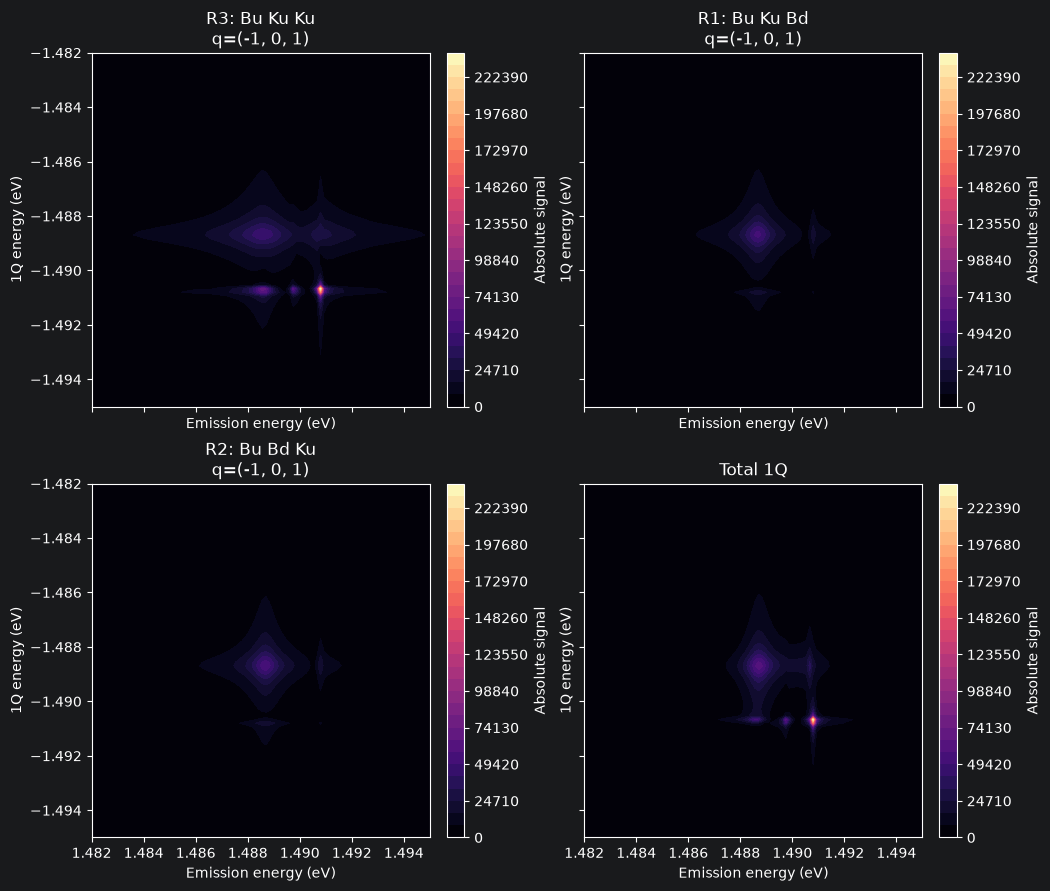 R3: Bu Ku Ku
q=(-1, 0, 1)
R1: Bu Ku Bd
q=(-1, 0, 1)
−1.482
−1.484
−1.486
−1.488
−1.490
−1.492
−1.494
1Q energy (eV)
Emission energy (eV)
222390
197680
172970
148260
123550
98840
74130
49420
24710
0
Absolute signal
1Q energy (eV)
Emission energy (eV)
222390
197680
172970
148260
123550
98840
74130
49420
24710
0
Absolute signal
R2: Bu Bd Ku
q=(-1, 0, 1)
Total 1Q
−1.482
−1.484
−1.486
−1.488
−1.490
−1.492
−1.494
1Q energy (eV)
1.482 1.484 1.486 1.488 1.490 1.492 1.494
Emission energy (eV)
222390
197680
172970
148260
123550
98840
74130
49420
24710
0
Absolute signal
1Q energy (eV)
1.482 1.484 1.486 1.488 1.490 1.492 1.494
Emission energy (eV)
222390
197680
172970
148260
123550
98840
74130
49420
24710
0
Absolute signal